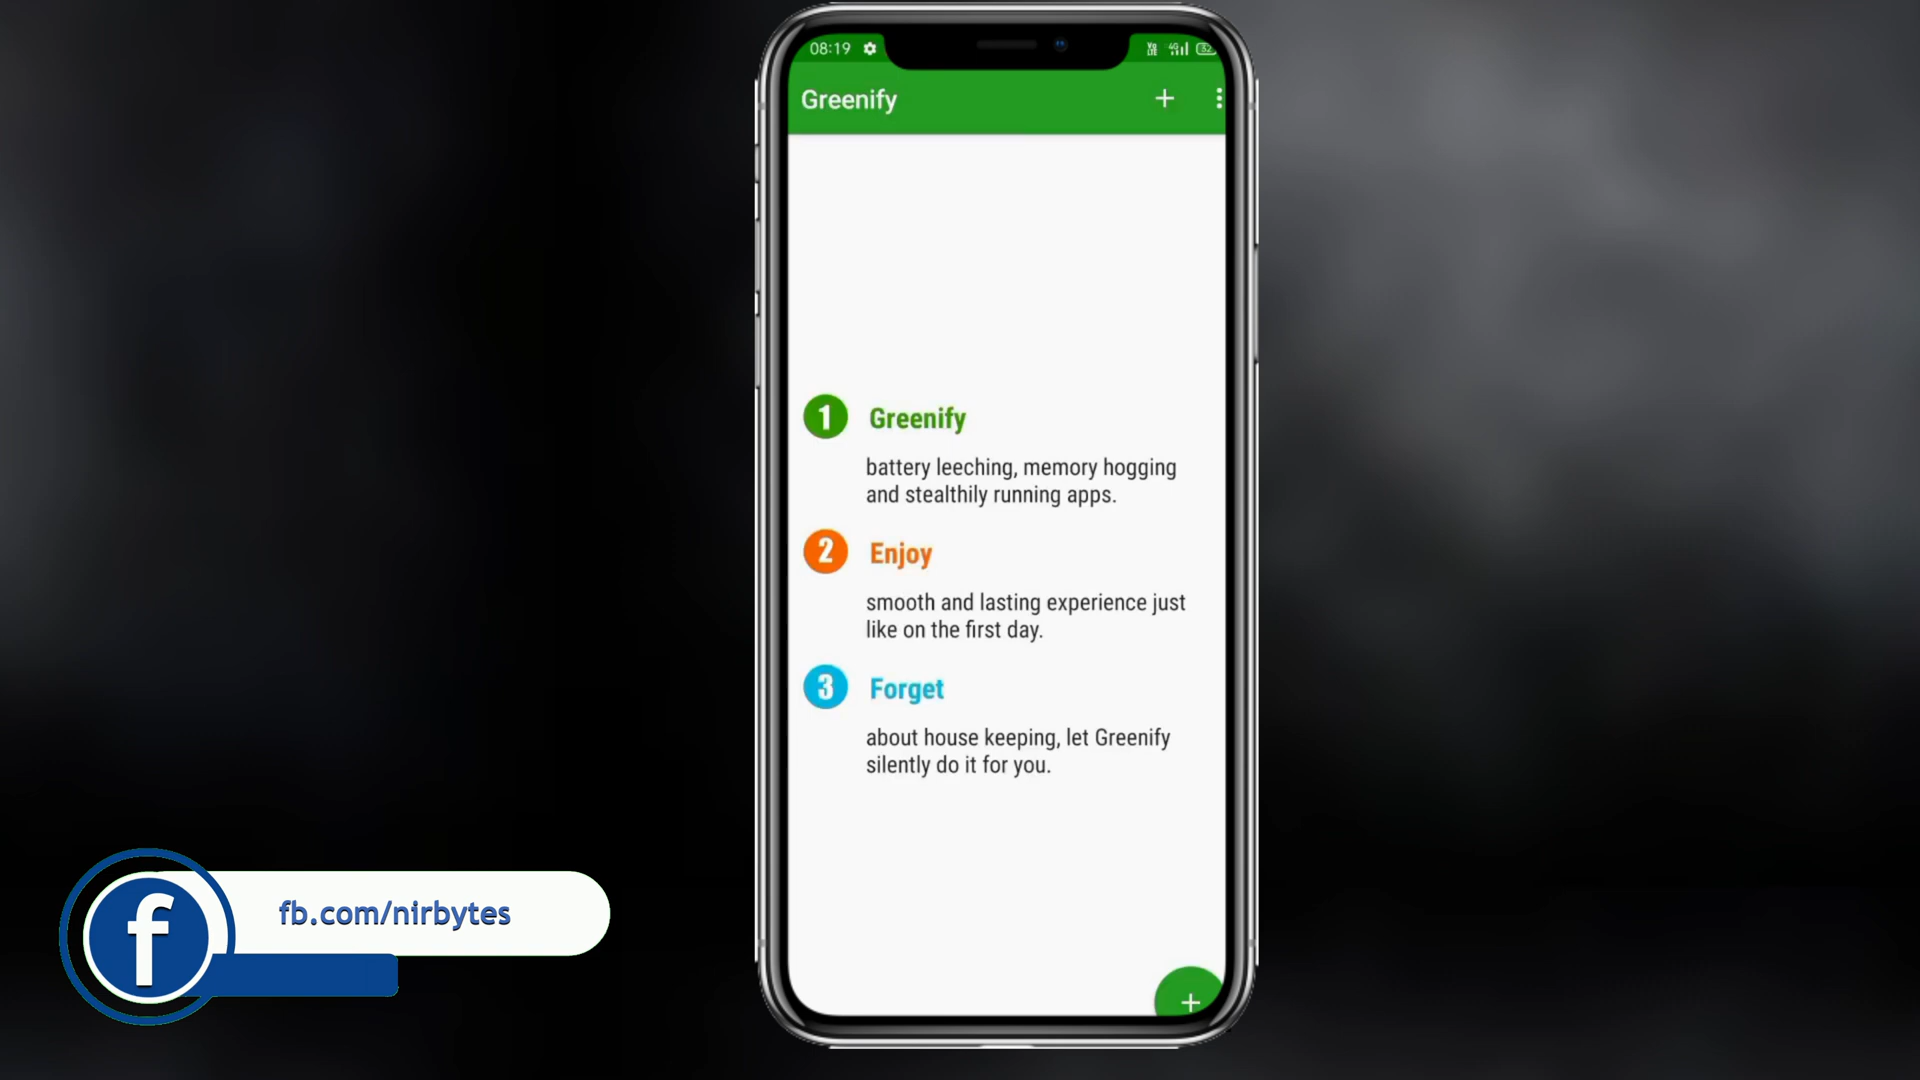 08:19
Greenify
1 Greenify
battery leeching, memory hogging
and stealthily running apps.
2 Enjoy
smooth and lasting experience just
like on the first day.
3 Forget
about house keeping, let Greenify
silently do it for you.
fb.com/nirbytes